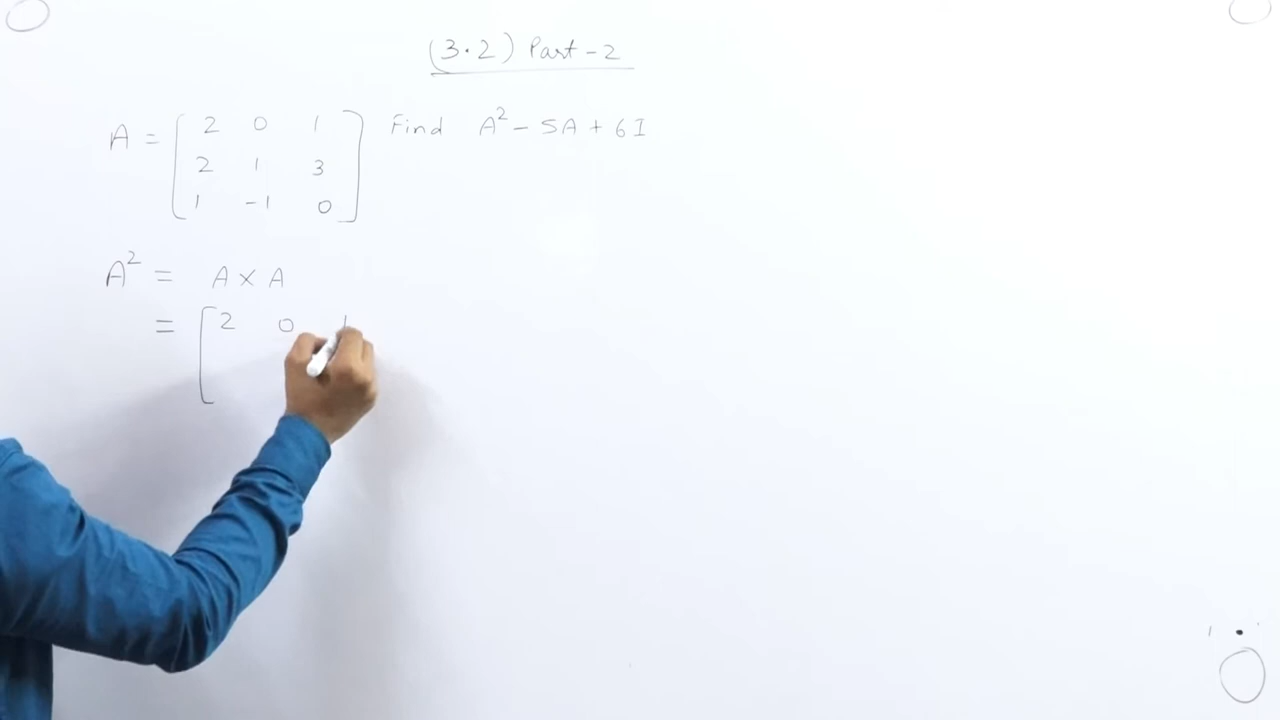 (3.2) Part-2
A = [ 2 0 1 ] Find A² - 5A + 6I
2 1 3
1 -1 0
A² = A × A
= [ 2 0 1